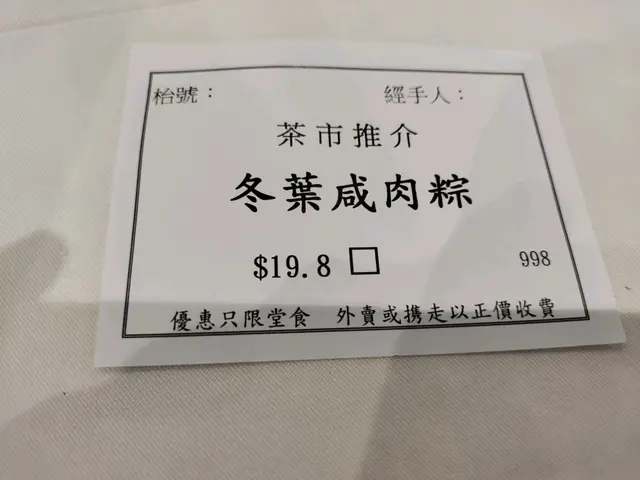 枱號： 經手人：
茶市推介
冬葉咸肉粽
$19.8 □ 998
優惠只限堂食 外賣或携走以正價收費